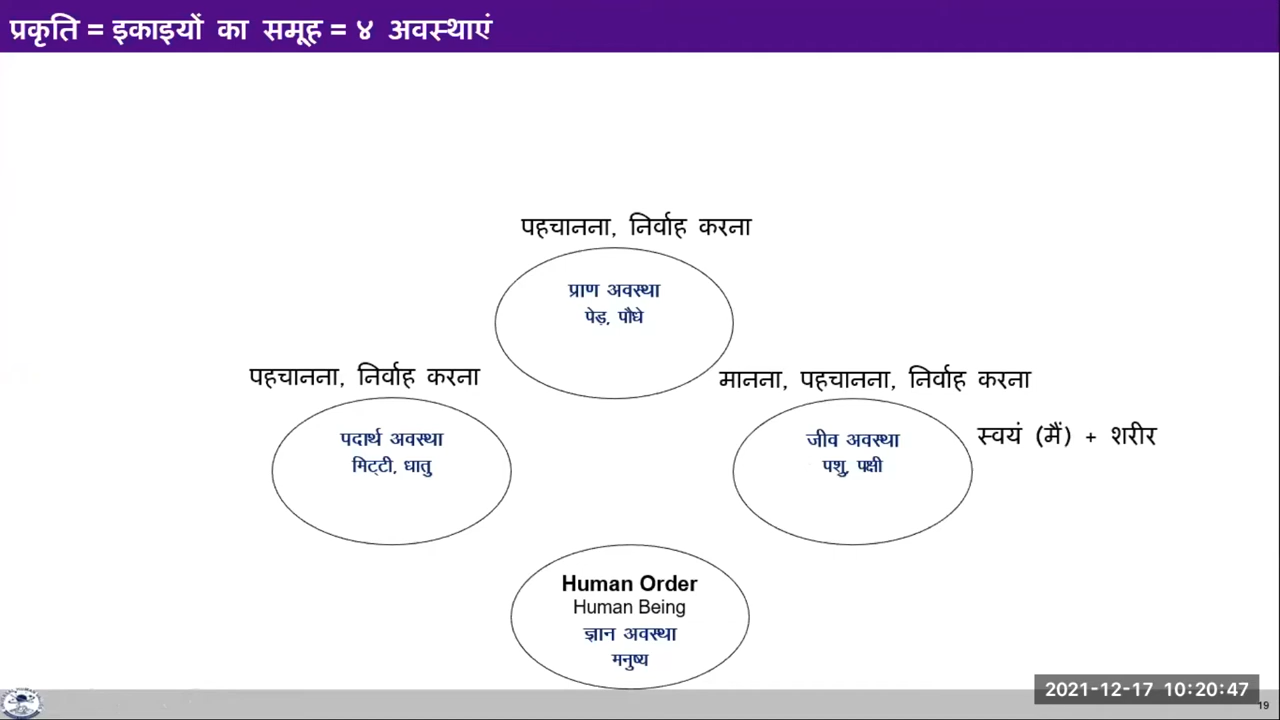 प्रकृति = इकाइयों का समूह = ४ अवस्थाएं
पहचानना, निर्वाह करना
प्राण अवस्था
पेड़, पौधे
पहचानना, निर्वाह करना
पदार्थ अवस्था
मिट्टी, धातु
मानना, पहचानना, निर्वाह करना
जीव अवस्था
पशु, पक्षी
स्वयं (मैं) + शरीर
Human Order
Human Being
ज्ञान अवस्था
मनुष्य
2021-12-17 10:20:47
19